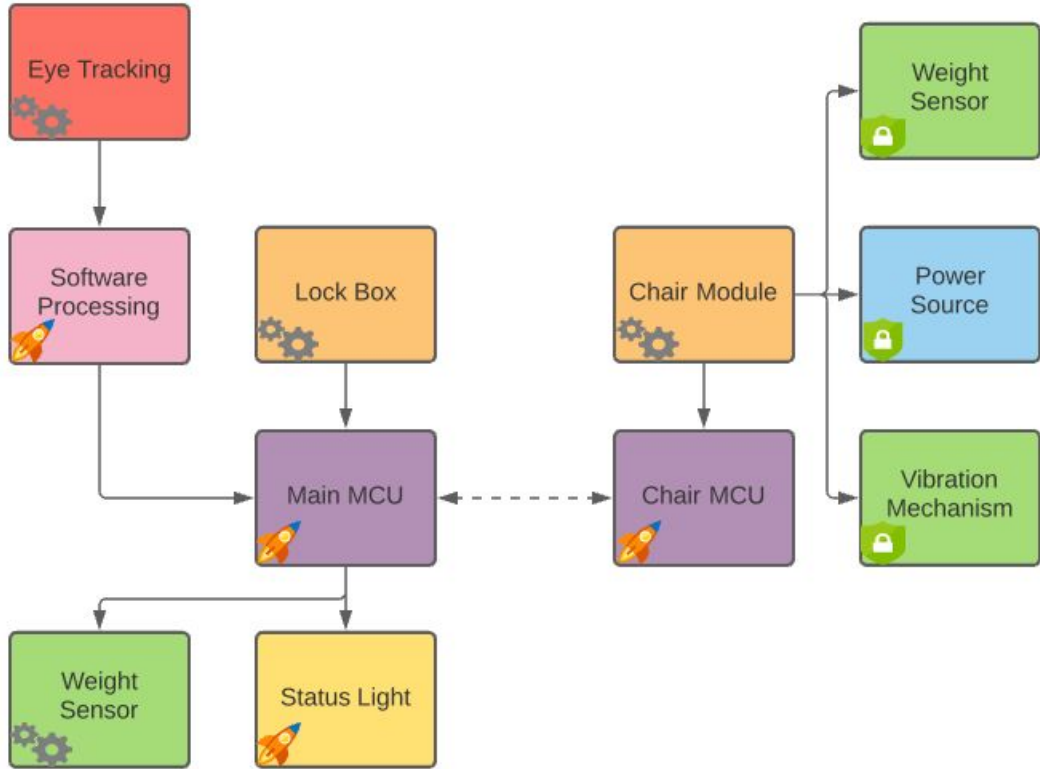 Eye Tracking
Weight
Sensor
Software
Processing
Lock Box
Chair Module
Power
Source
Main MCU
Chair MCU
Vibration
Mechanism
Weight
Sensor
Status Light